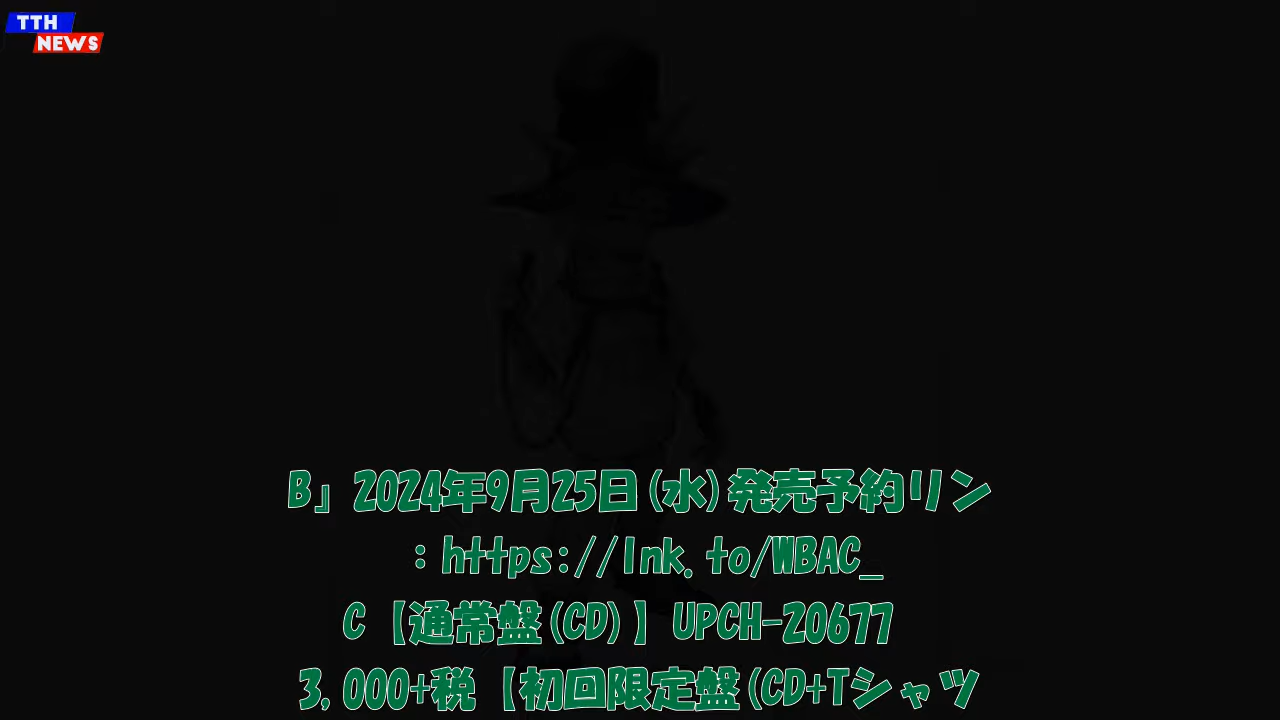 TTH
NEWS
B」2024年9月25日(水)発売予約リン
:https://lnk.to/WBAC_
C【通常盤(CD)】UPCH-20677
3,000+税【初回限定盤(CD+Tシャツ